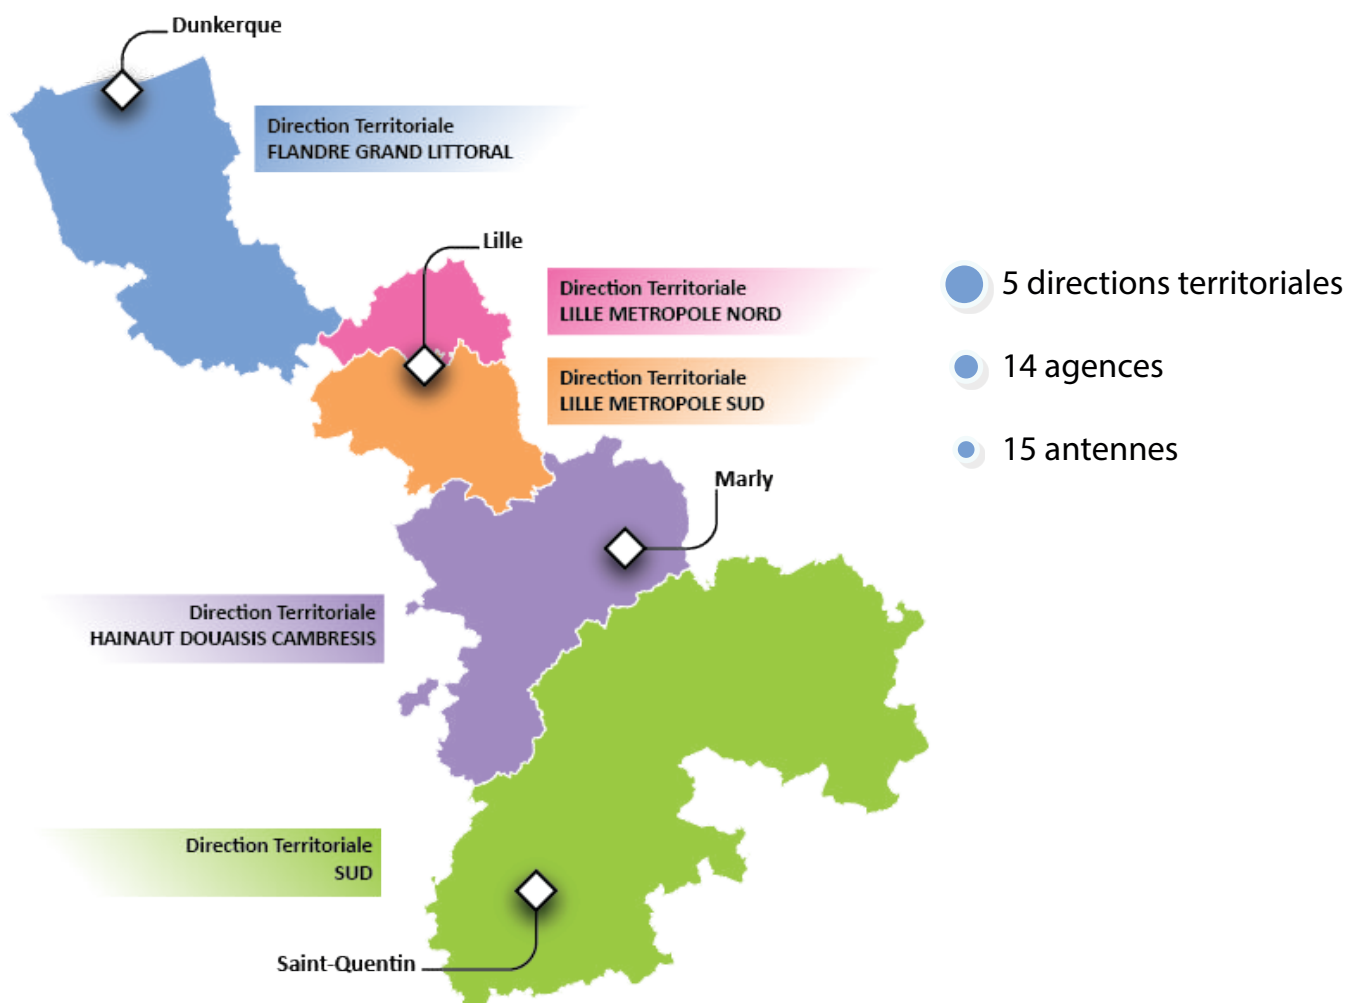 Dunkerque
Direction Territoriale
FLANDRE GRAND LITTORAL
Lille
Direction Territoriale
LILLE METROPOLE NORD
Direction Territoriale
LILLE METROPOLE SUD
5 directions territoriales
14 agences
15 antennes
Marly
Direction Territoriale
HAINAUT DOUAISIS CAMBRESIS
Direction Territoriale
SUD
Saint-Quentin